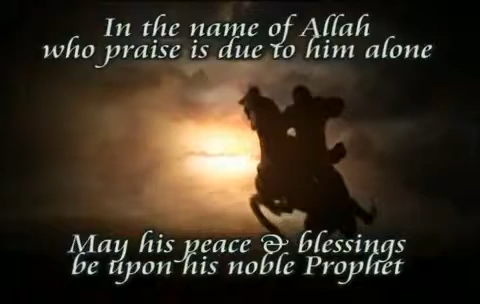 In the name of Allah
who praise is due to him alone
May his peace & blessings
be upon his noble Prophet